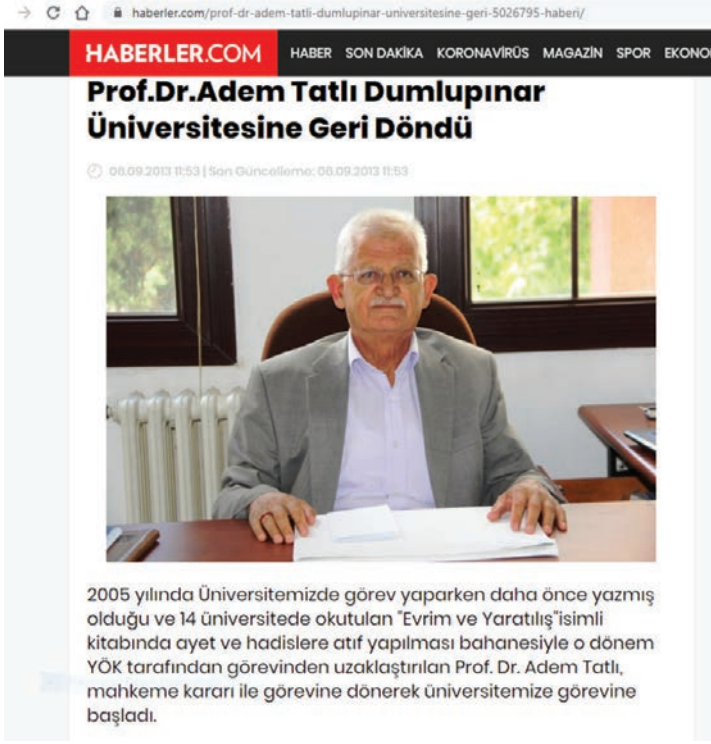 haberler.com/prof-dr-adem-tatli-dumlupinar-universitesine-geri-5026795-haberi/
HABERLER.COM HABER SON DAKİKA KORONAVİRÜS MAGAZİN SPOR EKONO
Prof.Dr.Adem Tatlı Dumlupınar
Üniversitesine Geri Döndü
06.09.2013 11:53 | Son Güncelleme: 06.09.2013 11:53
2005 yılında Üniversitemizde görev yaparken daha önce yazmış
olduğu ve 14 üniversitede okutulan "Evrim ve Yaratılış"isimli
kitabında ayet ve hadislere atıf yapılması bahanesiyle o dönem
YÖK tarafından görevinden uzaklaştırılan Prof. Dr. Adem Tatlı,
mahkeme kararı ile görevine dönerek üniversitemize görevine
başladı.